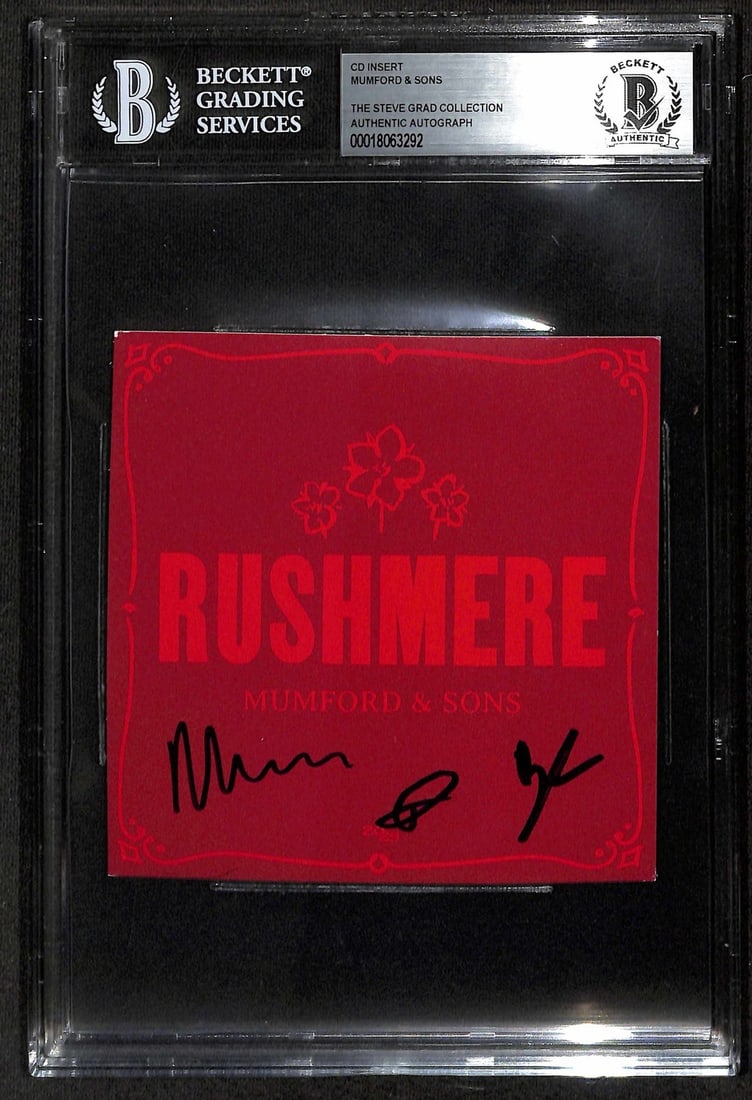 B
BECKETT®
GRADING
SERVICES
CD INSERT
MUMFORD & SONS
THE STEVE GRAD COLLECTION
AUTHENTIC AUTOGRAPH
00018063292
BECKETT
B
AUTHENTIC
RUSHMERE
MUMFORD & SONS